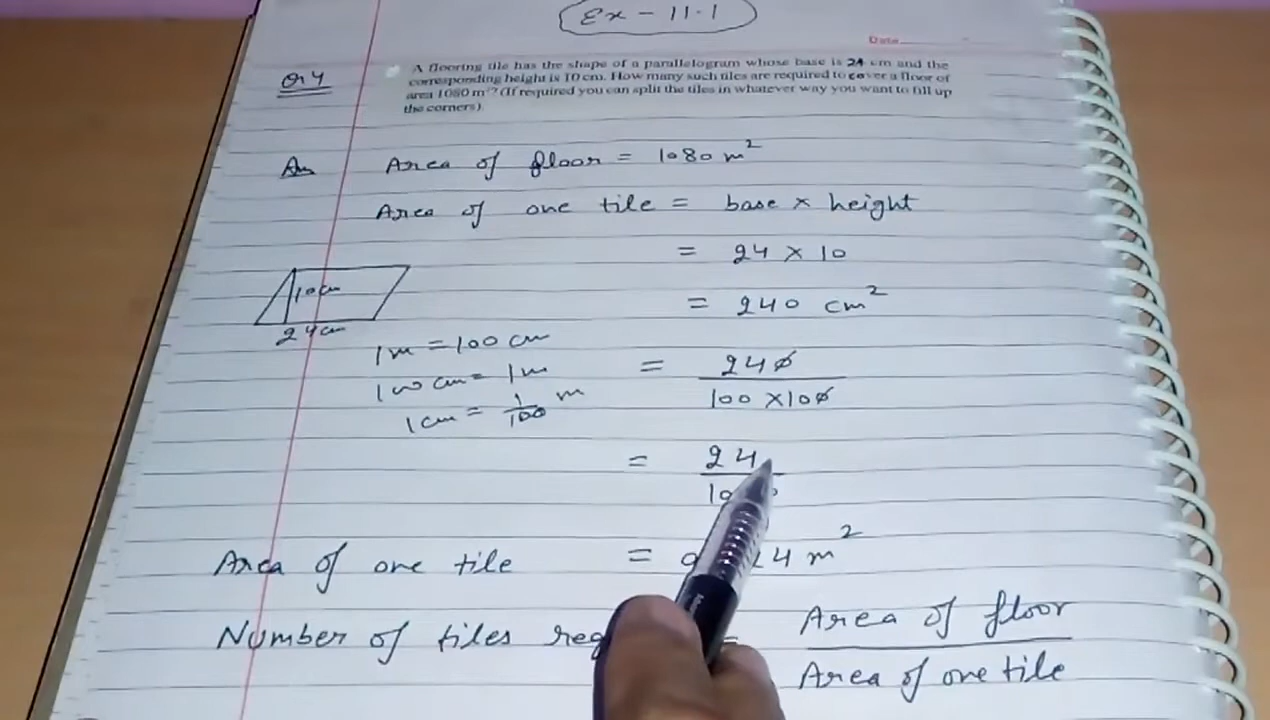 Ex - 11.1
Date
Qr 4
A flooring tile has the shape of a parallelogram whose base is 24 cm and the
corresponding height is 10 cm. How many such tiles are required to cover a floor of
area 1080 m²? (If required you can split the tiles in whatever way you want to fill up
the corners).
Ans Area of floor = 1080 m²
Area of one tile = base × height
= 24 × 10
10cm
24cm
= 240 cm²
1m = 100 cm
100 cm = 1m
1cm = 1/100 m
= 240
100 × 100
= 24
Area of one tile = 24 m²
Number of tiles = Area of floor
Area of one tile